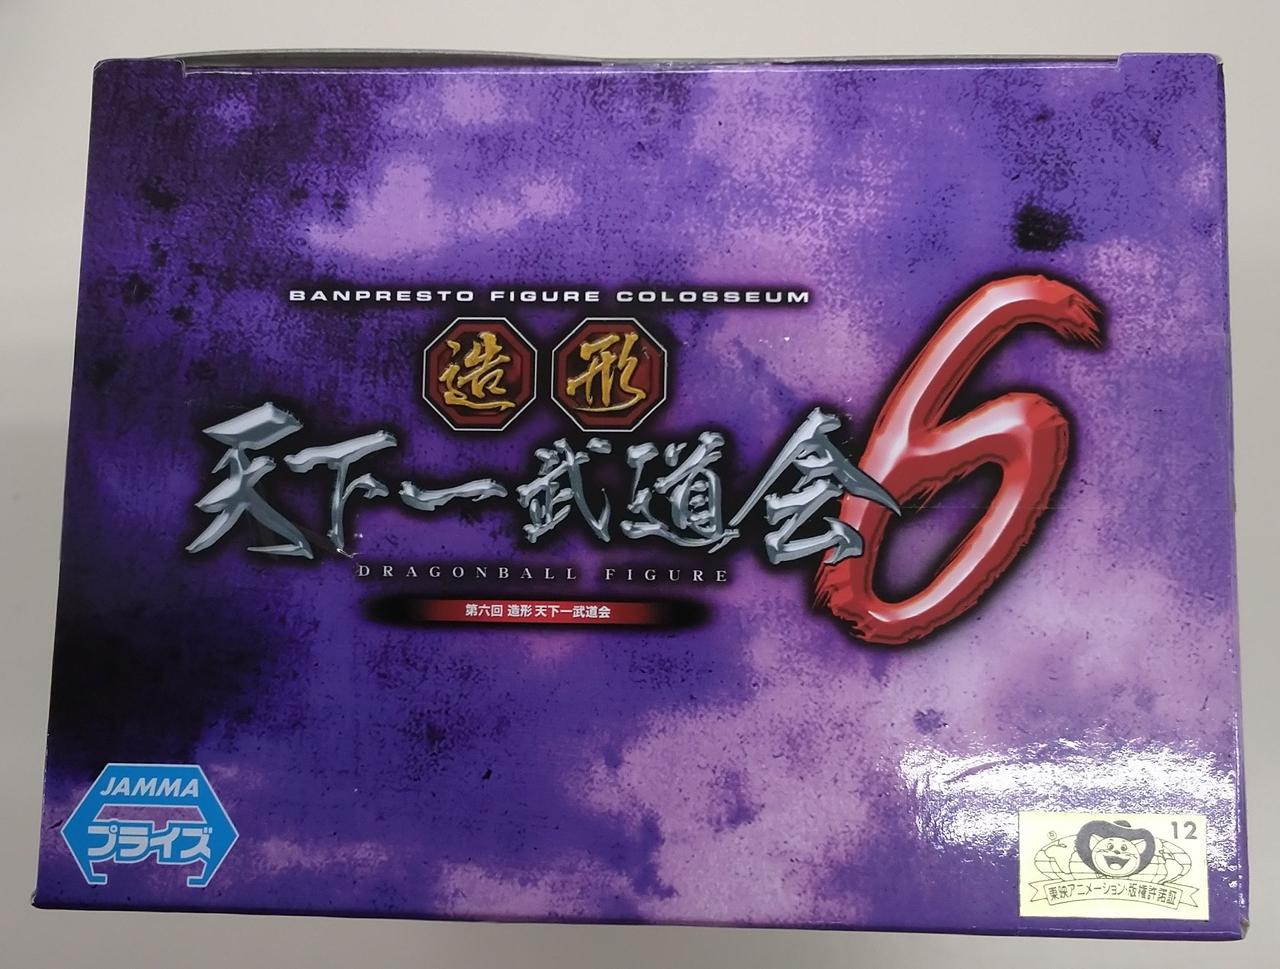 BANPRESTO FIGURE COLOSSEUM
造形
天下一武道会6
DRAGONBALL FIGURE
第六回 造形 天下一武道会
JAMMA
プライズ
12
東映アニメーション・版権許諾証